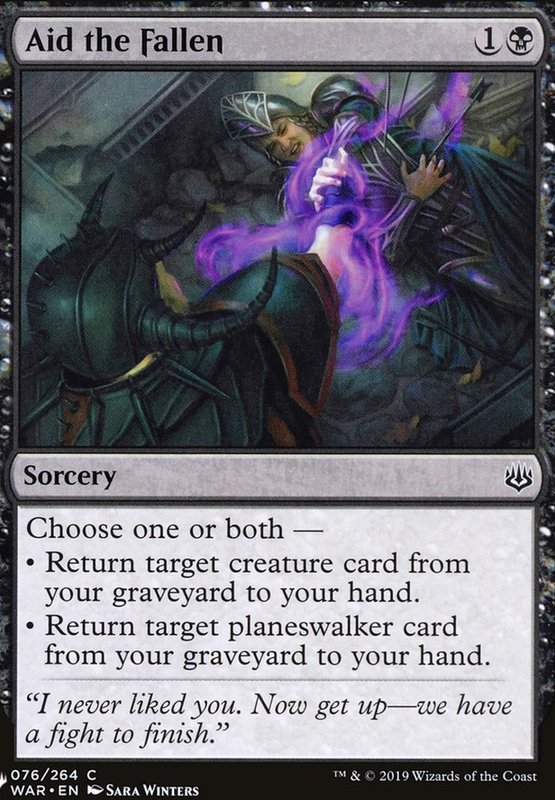 Aid the Fallen 1
Sorcery
Choose one or both —
• Return target creature card from
your graveyard to your hand.
• Return target planeswalker card
from your graveyard to your hand.
“I never liked you. Now get up—we have
a fight to finish.”
076/264 C
WAR • EN Sara Winters
™ & © 2019 Wizards of the Coast